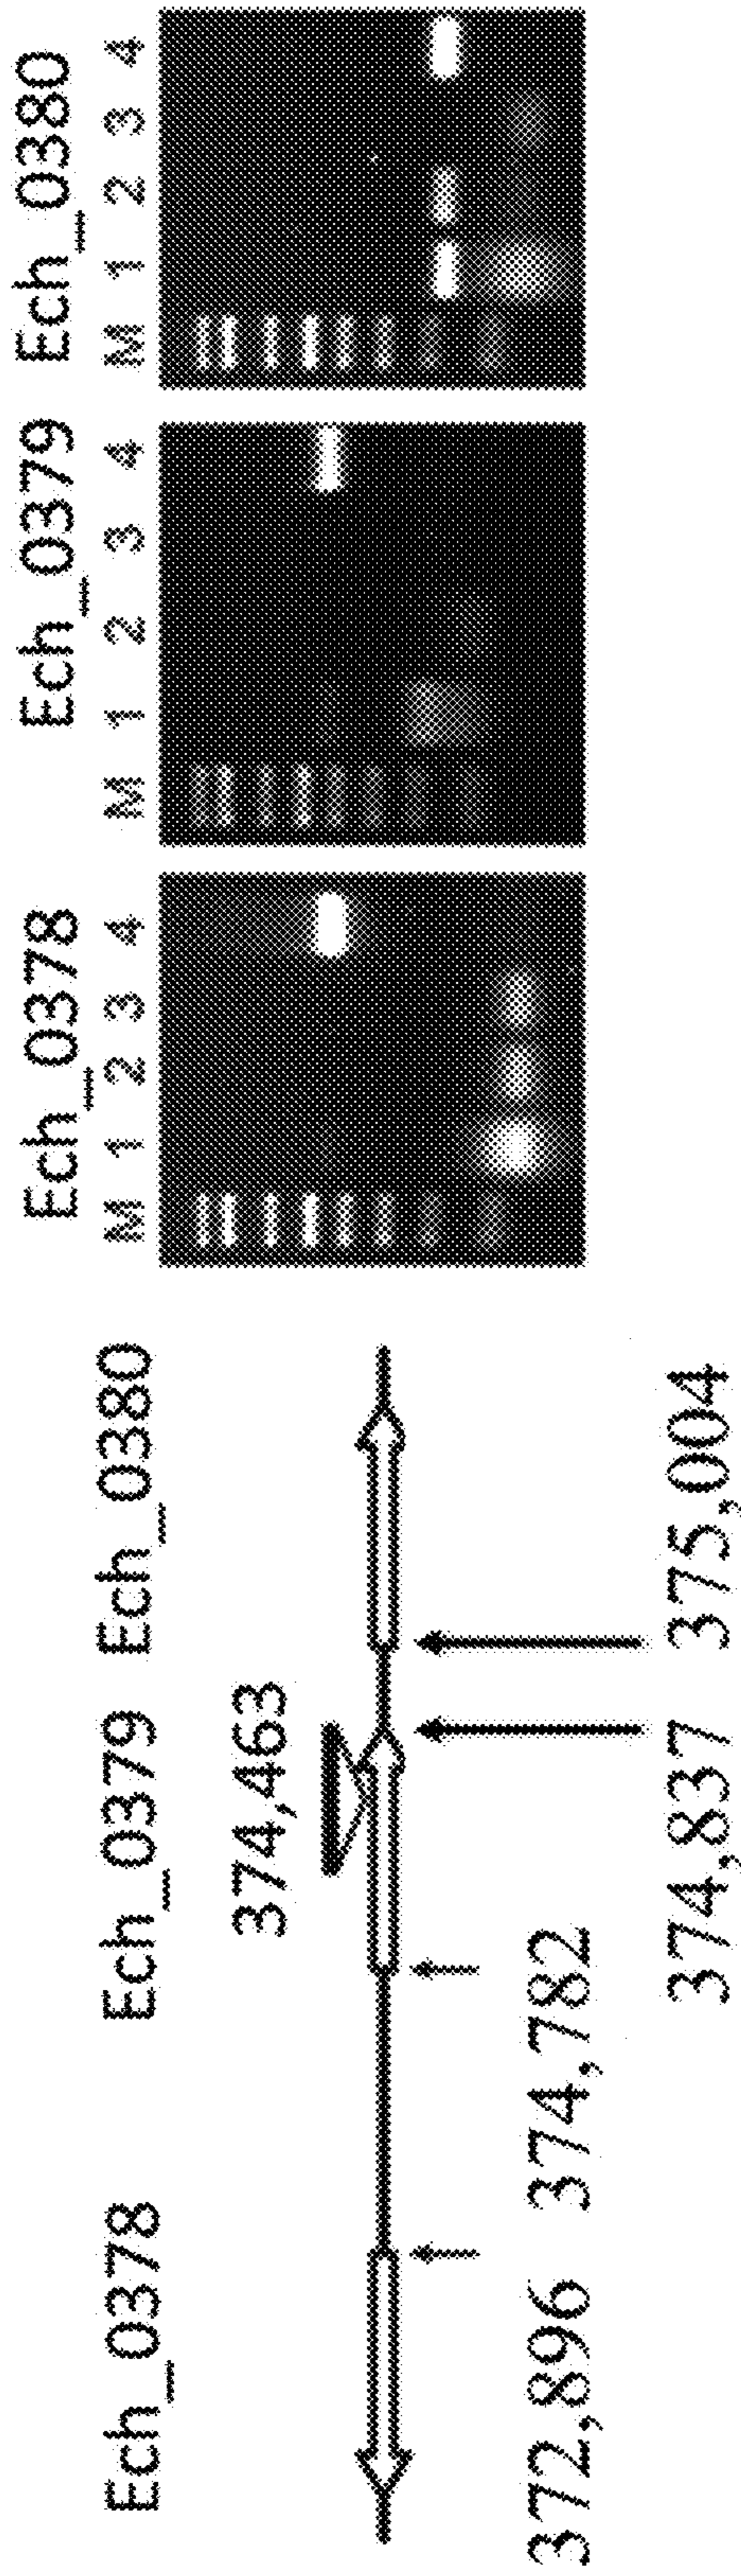 Ech_0378 Ech_0379 Ech_0380
374,463
372,896 374,782
374,837 375,004
Ech_0378 Ech_0379 Ech_0380
M 1 2 3 4 M 1 2 3 4 M 1 2 3 4